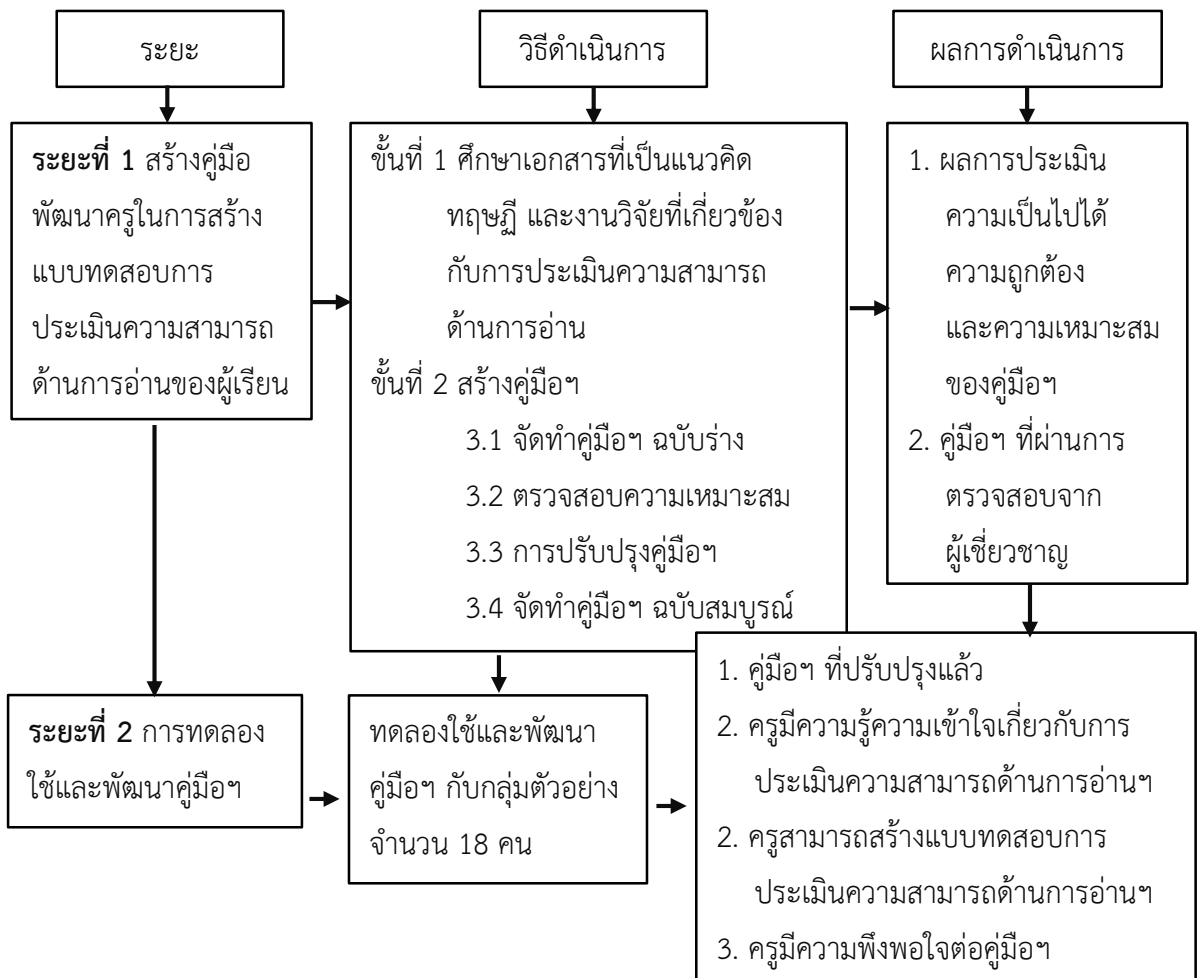 ระยะ
วิธีดำเนินการ
ผลการดำเนินการ
ระยะที่ 1 สร้างคู่มือ
พัฒนาครูในการสร้าง
แบบทดสอบการ
ประเมินความสามารถ
ด้านการอ่านของผู้เรียน
ขั้นที่ 1 ศึกษาเอกสารที่เป็นแนวคิด
ทฤษฎี และงานวิจัยที่เกี่ยวข้อง
กับการประเมินความสามารถ
ด้านการอ่าน
ขั้นที่ 2 สร้างคู่มือฯ
3.1 จัดทำคู่มือฯ ฉบับร่าง
3.2 ตรวจสอบความเหมาะสม
3.3 การปรับปรุงคู่มือฯ
3.4 จัดทำคู่มือฯ ฉบับสมบูรณ์
1. ผลการประเมิน
ความเป็นไปได้
ความถูกต้อง
และความเหมาะสม
ของคู่มือฯ
2. คู่มือฯ ที่ผ่านการ
ตรวจสอบจาก
ผู้เชี่ยวชาญ
ระยะที่ 2 การทดลอง
ใช้และพัฒนาคู่มือฯ
ทดลองใช้และพัฒนา
คู่มือฯ กับกลุ่มตัวอย่าง
จำนวน 18 คน
1. คู่มือฯ ที่ปรับปรุงแล้ว
2. ครูมีความรู้ความเข้าใจเกี่ยวกับการ
ประเมินความสามารถด้านการอ่านฯ
2. ครูสามารถสร้างแบบทดสอบการ
ประเมินความสามารถด้านการอ่านฯ
3. ครูมีความพึงพอใจต่อคู่มือฯ